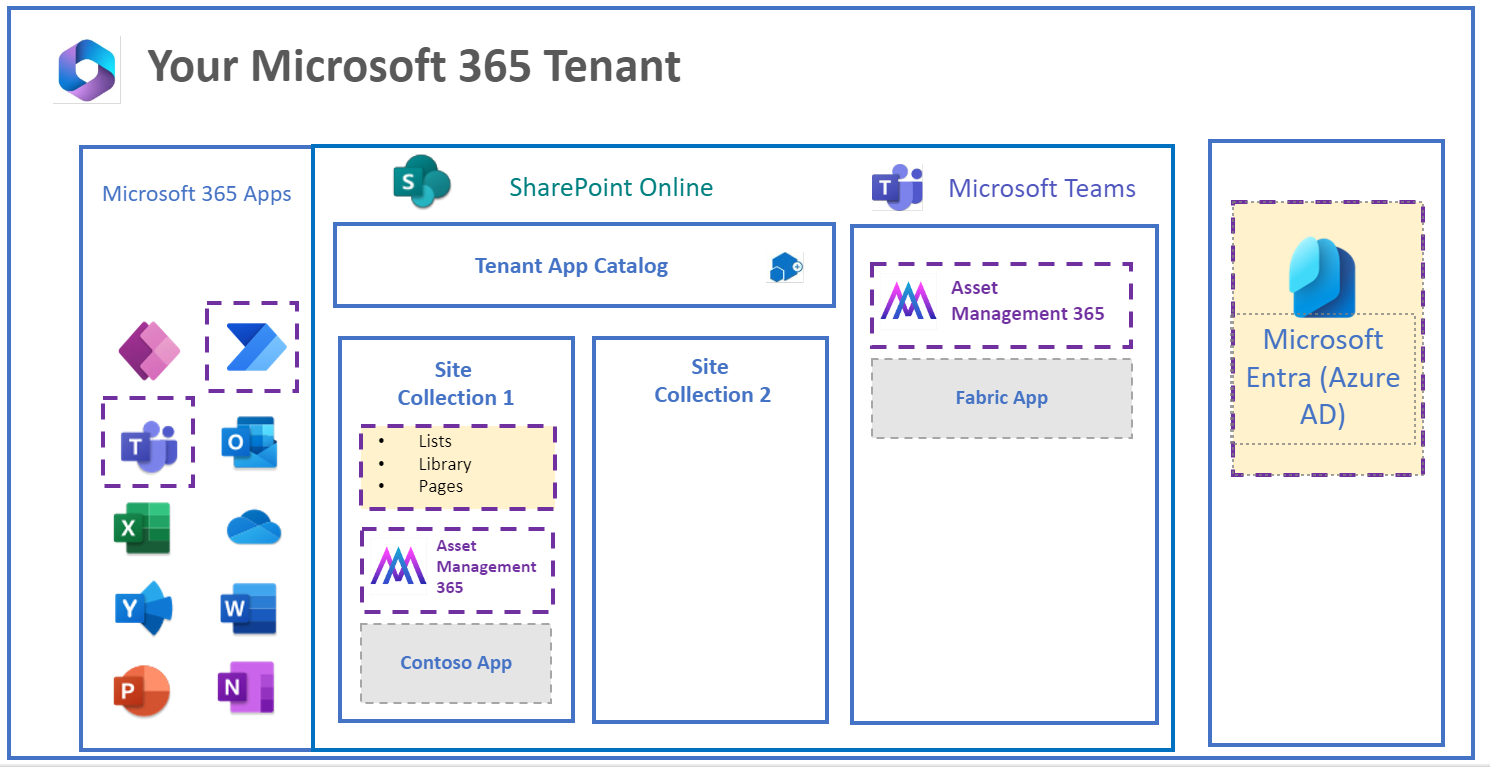 Your Microsoft 365 Tenant
Microsoft 365 Apps
T
O
X
Y
W
P
N
S
SharePoint Online
Tenant App Catalog
Site
Collection 1
• Lists
• Library
• Pages
Asset
Management
365
Contoso App
Site
Collection 2
T
Microsoft Teams
Asset
Management 365
Fabric App
Microsoft
Entra (Azure
AD)